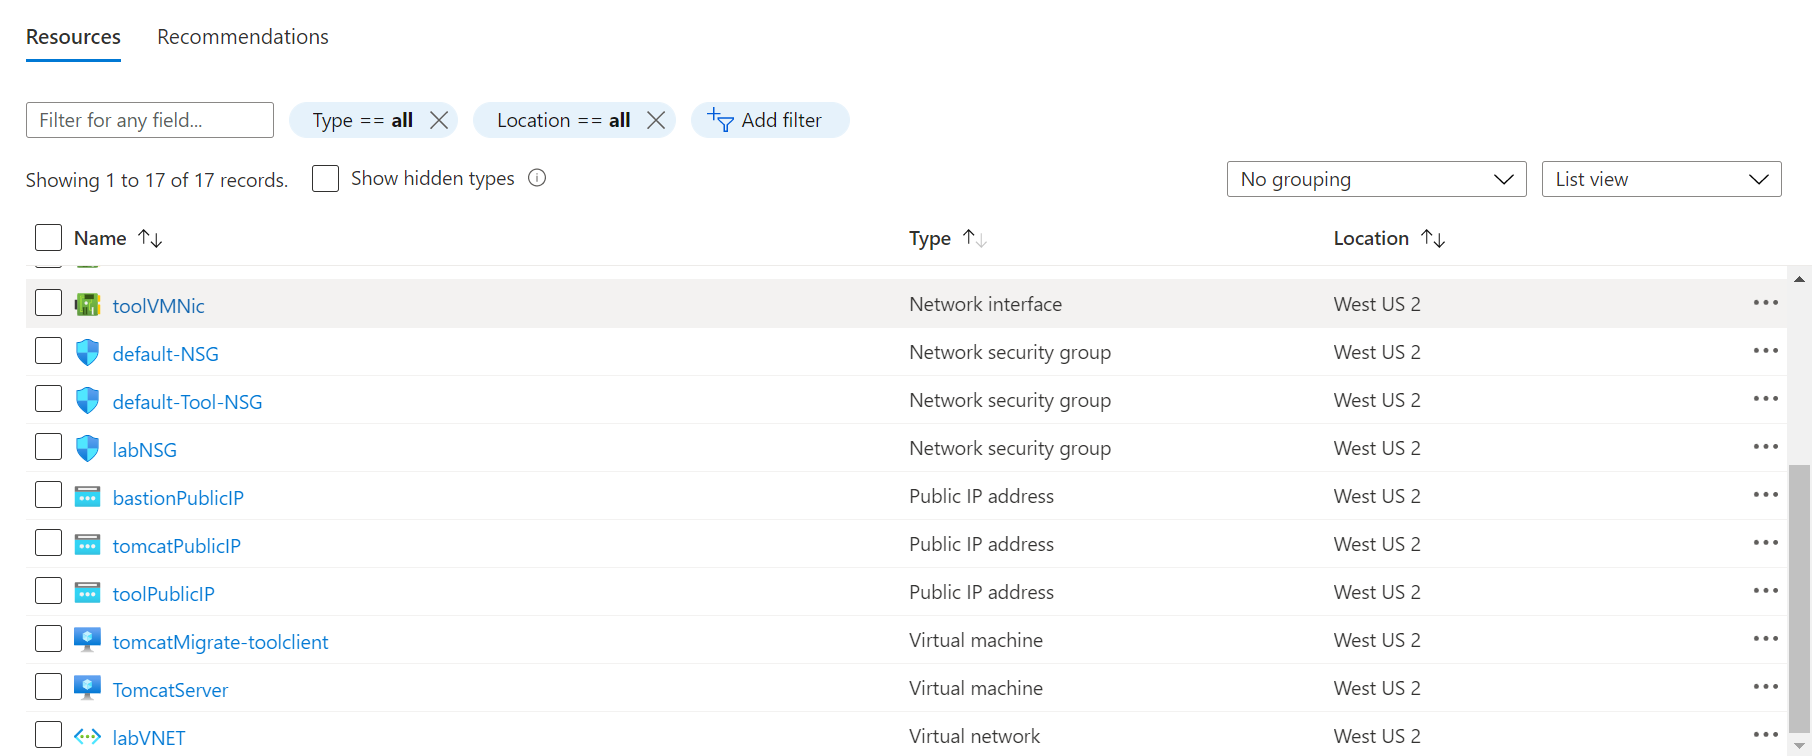 Resources Recommendations
Filter for any field... Type == all Location == all Add filter
Showing 1 to 17 of 17 records. Show hidden types No grouping List view
Name Type Location
toolVMNic Network interface West US 2
default-NSG Network security group West US 2
default-Tool-NSG Network security group West US 2
labNSG Network security group West US 2
bastionPublicIP Public IP address West US 2
tomcatPublicIP Public IP address West US 2
toolPublicIP Public IP address West US 2
tomcatMigrate-toolclient Virtual machine West US 2
TomcatServer Virtual machine West US 2
labVNET Virtual network West US 2